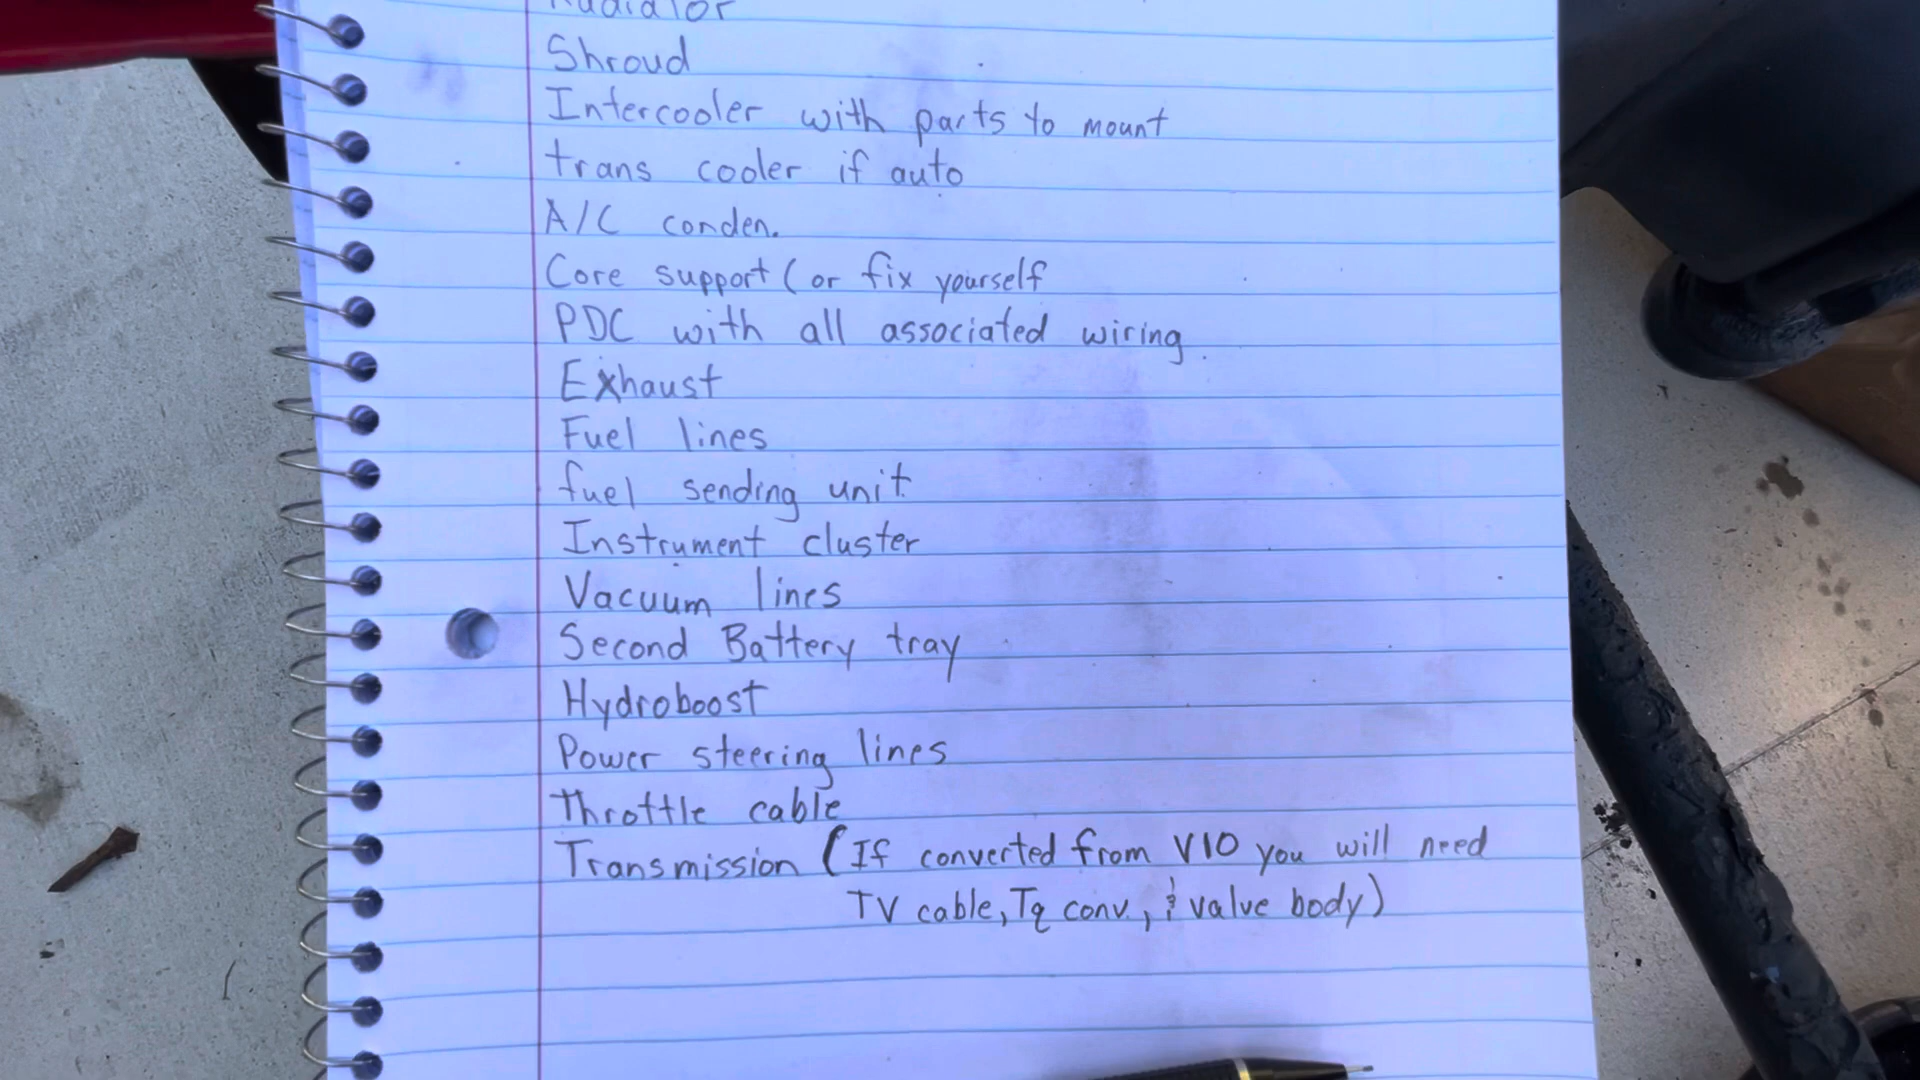 Radiator
Shroud
Intercooler with parts to mount
trans cooler if auto
A/C conden.
Core support (or fix yourself
PDC with all associated wiring.
Exhaust
Fuel lines
fuel sending unit
Instrument cluster
Vacuum lines
Second Battery tray
Hydroboost
Power steering lines
Throttle cable
Transmission (If converted from V10 you will need
TV cable, Tq conv., & valve body)